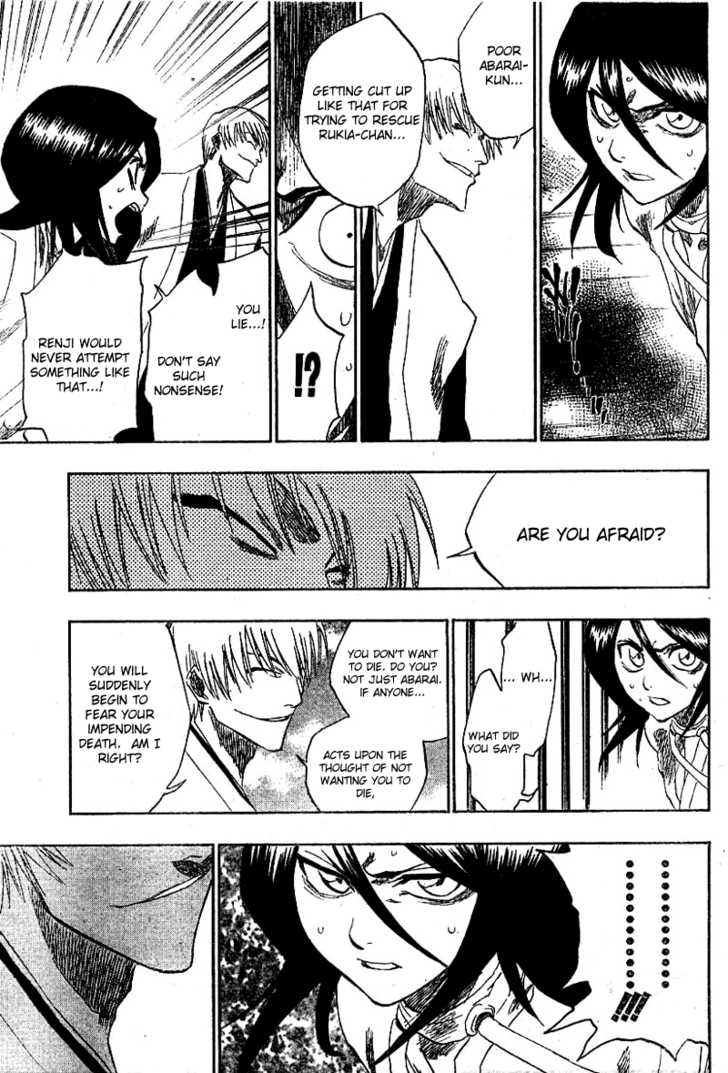 POOR
ABARAI-
KUN...
GETTING CUT UP
LIKE THAT FOR
TRYING TO RESCUE
RUKIA-CHAN...
!?
YOU
LIE...!
DON'T SAY
SUCH
NONSENSE!
RENJI WOULD
NEVER ATTEMPT
SOMETHING LIKE
THAT...!
ARE YOU AFRAID?
... WH...
WHAT DID
YOU SAY?
YOU DON'T WANT
TO DIE. DO YOU?
NOT JUST ABARAI.
IF ANYONE...
ACTS UPON THE
THOUGHT OF NOT
WANTING YOU TO
DIE,
YOU WILL
SUDDENLY
BEGIN TO
FEAR YOUR
IMPENDING
DEATH. AM I
RIGHT?